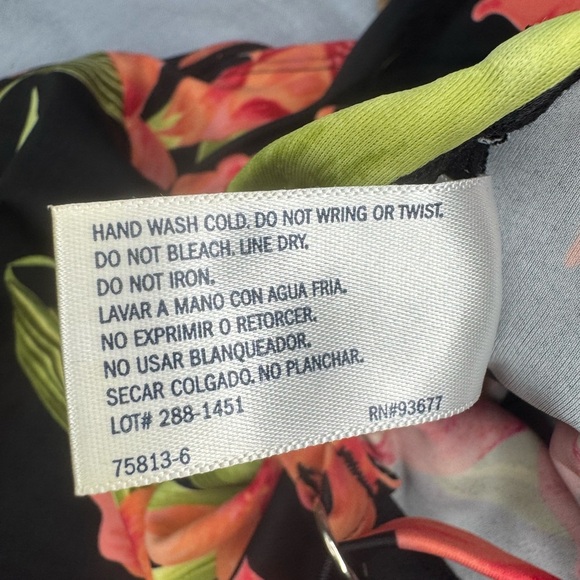 HAND WASH COLD. DO NOT WRING OR TWIST.
DO NOT BLEACH. LINE DRY.
DO NOT IRON.
LAVAR A MANO CON AGUA FRIA.
NO EXPRIMIR O RETORCER.
NO USAR BLANQUEADOR.
SECAR COLGADO. NO PLANCHAR.
LOT# 288-1451 RN#93677
75813-6